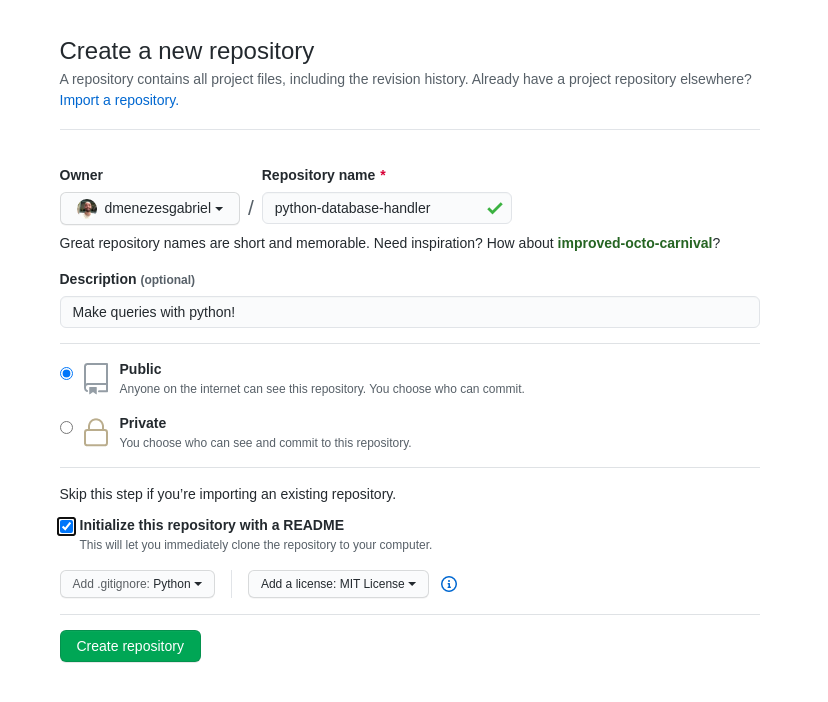 Create a new repository
A repository contains all project files, including the revision history. Already have a project repository elsewhere?
Import a repository.
Owner
Repository name *
dmenezesgabriel / python-database-handler
Great repository names are short and memorable. Need inspiration? How about improved-octo-carnival?
Description (optional)
Make queries with python!
Public
Anyone on the internet can see this repository. You choose who can commit.
Private
You choose who can see and commit to this repository.
Skip this step if you’re importing an existing repository.
Initialize this repository with a README
This will let you immediately clone the repository to your computer.
Add .gitignore: Python
Add a license: MIT License
Create repository